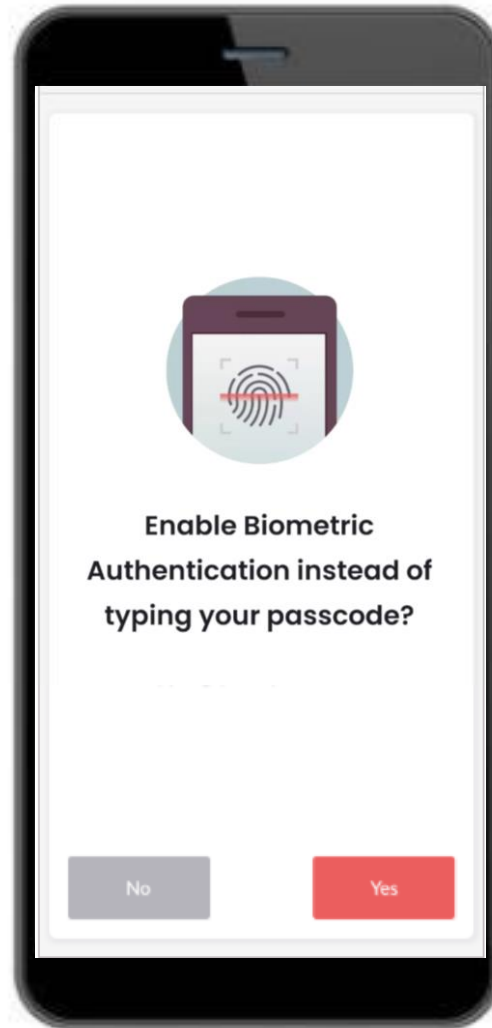 Enable Biometric
Authentication instead of
typing your passcode?
No
Yes